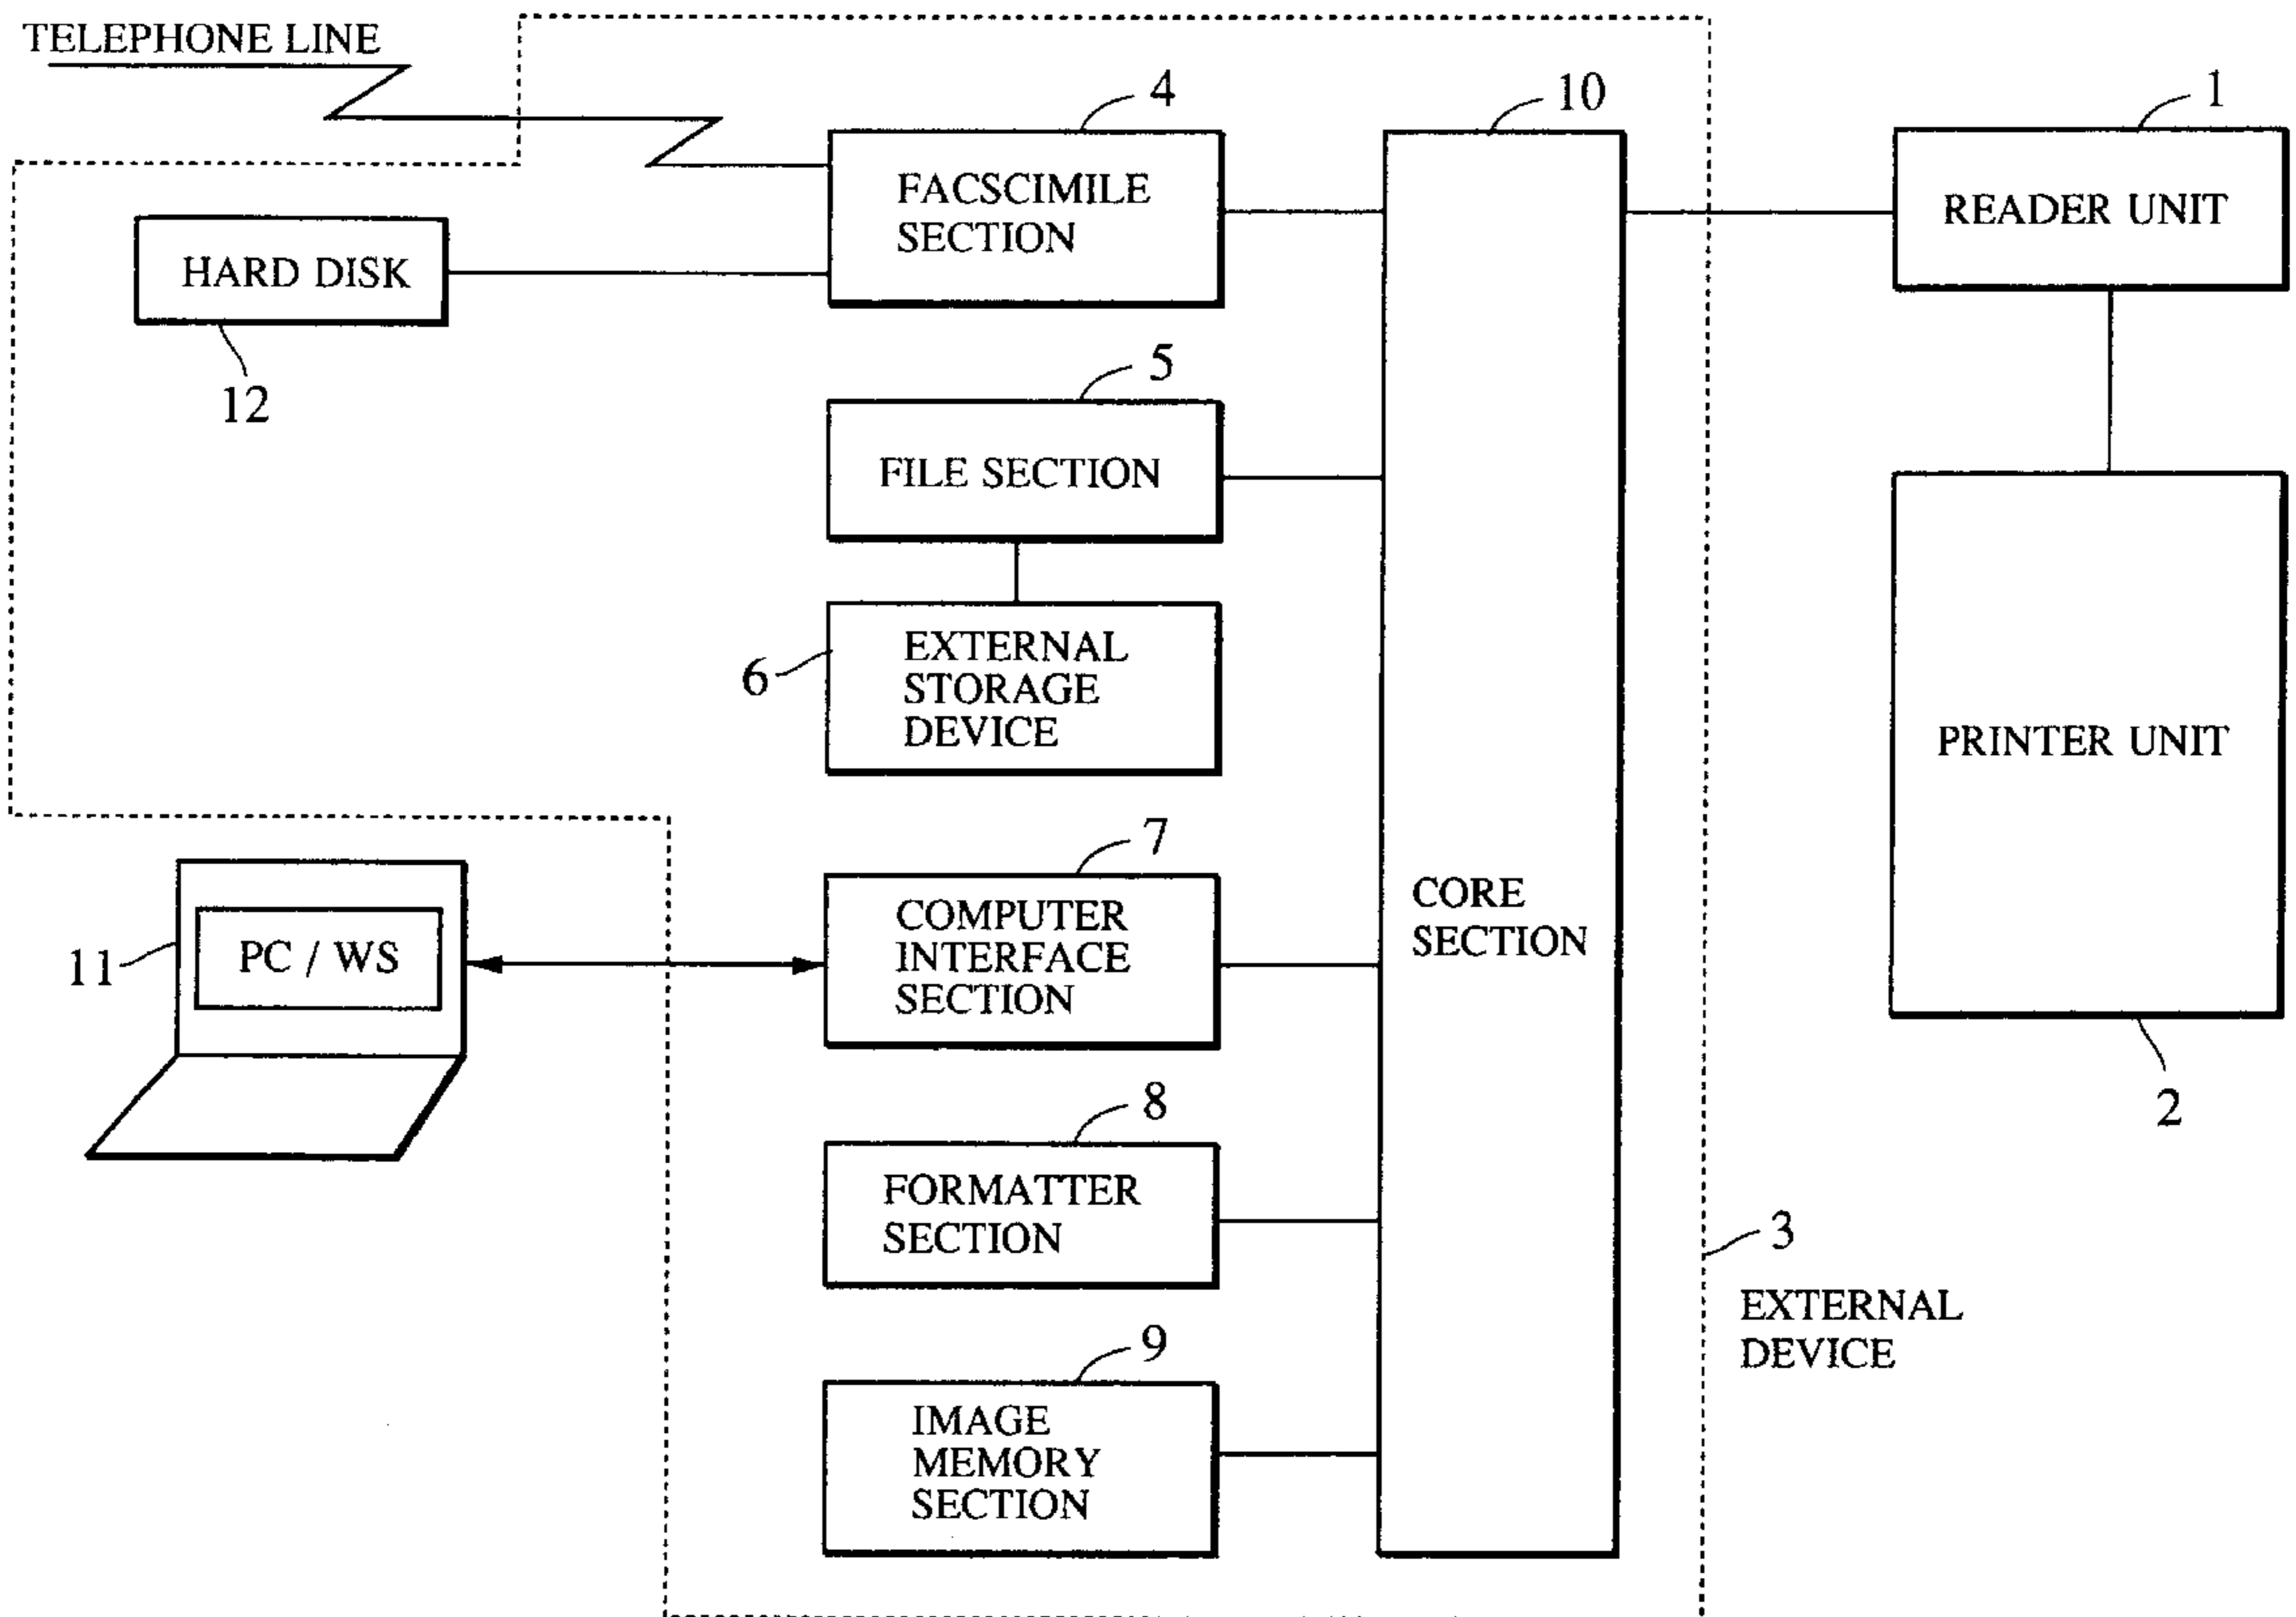 TELEPHONE LINE
4
10
1
FACSCIMILE
SECTION
READER UNIT
HARD DISK
12
5
FILE SECTION
6
EXTERNAL
STORAGE
DEVICE
PRINTER UNIT
2
7
11
PC / WS
COMPUTER
INTERFACE
SECTION
CORE
SECTION
8
FORMATTER
SECTION
3
EXTERNAL
DEVICE
9
IMAGE
MEMORY
SECTION